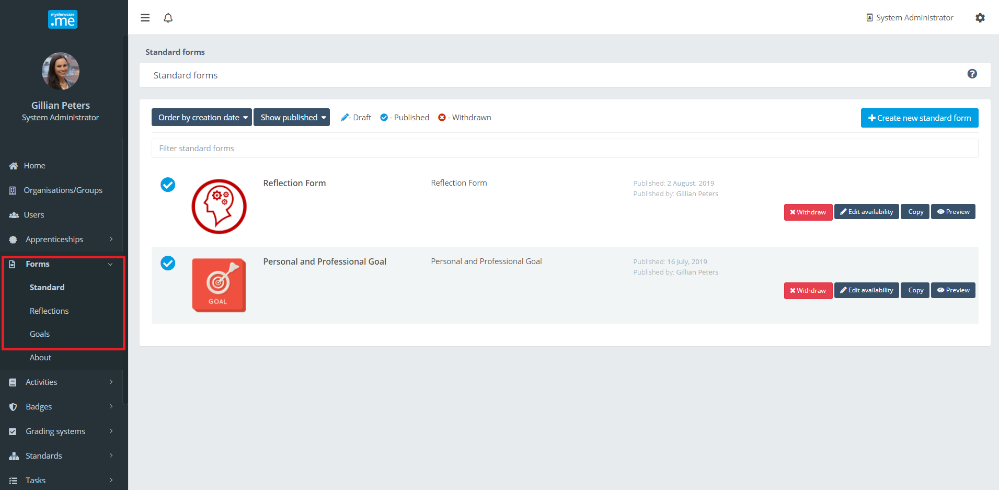 myshowcase
.me
Gillian Peters
System Administrator
Home
Organisations/Groups
Users
Apprenticeships
Forms
Standard
Reflections
Goals
About
Activities
Badges
Grading systems
Standards
Tasks
System Administrator
Standard forms
Standard forms
Order by creation date
Show published
- Draft
- Published
- Withdrawn
Create new standard form
Filter standard forms
Reflection Form
Reflection Form
Published: 2 August, 2019
Published by: Gillian Peters
Withdraw
Edit availability
Copy
Preview
GOAL
Personal and Professional Goal
Personal and Professional Goal
Published: 16 July, 2019
Published by: Gillian Peters
Withdraw
Edit availability
Copy
Preview